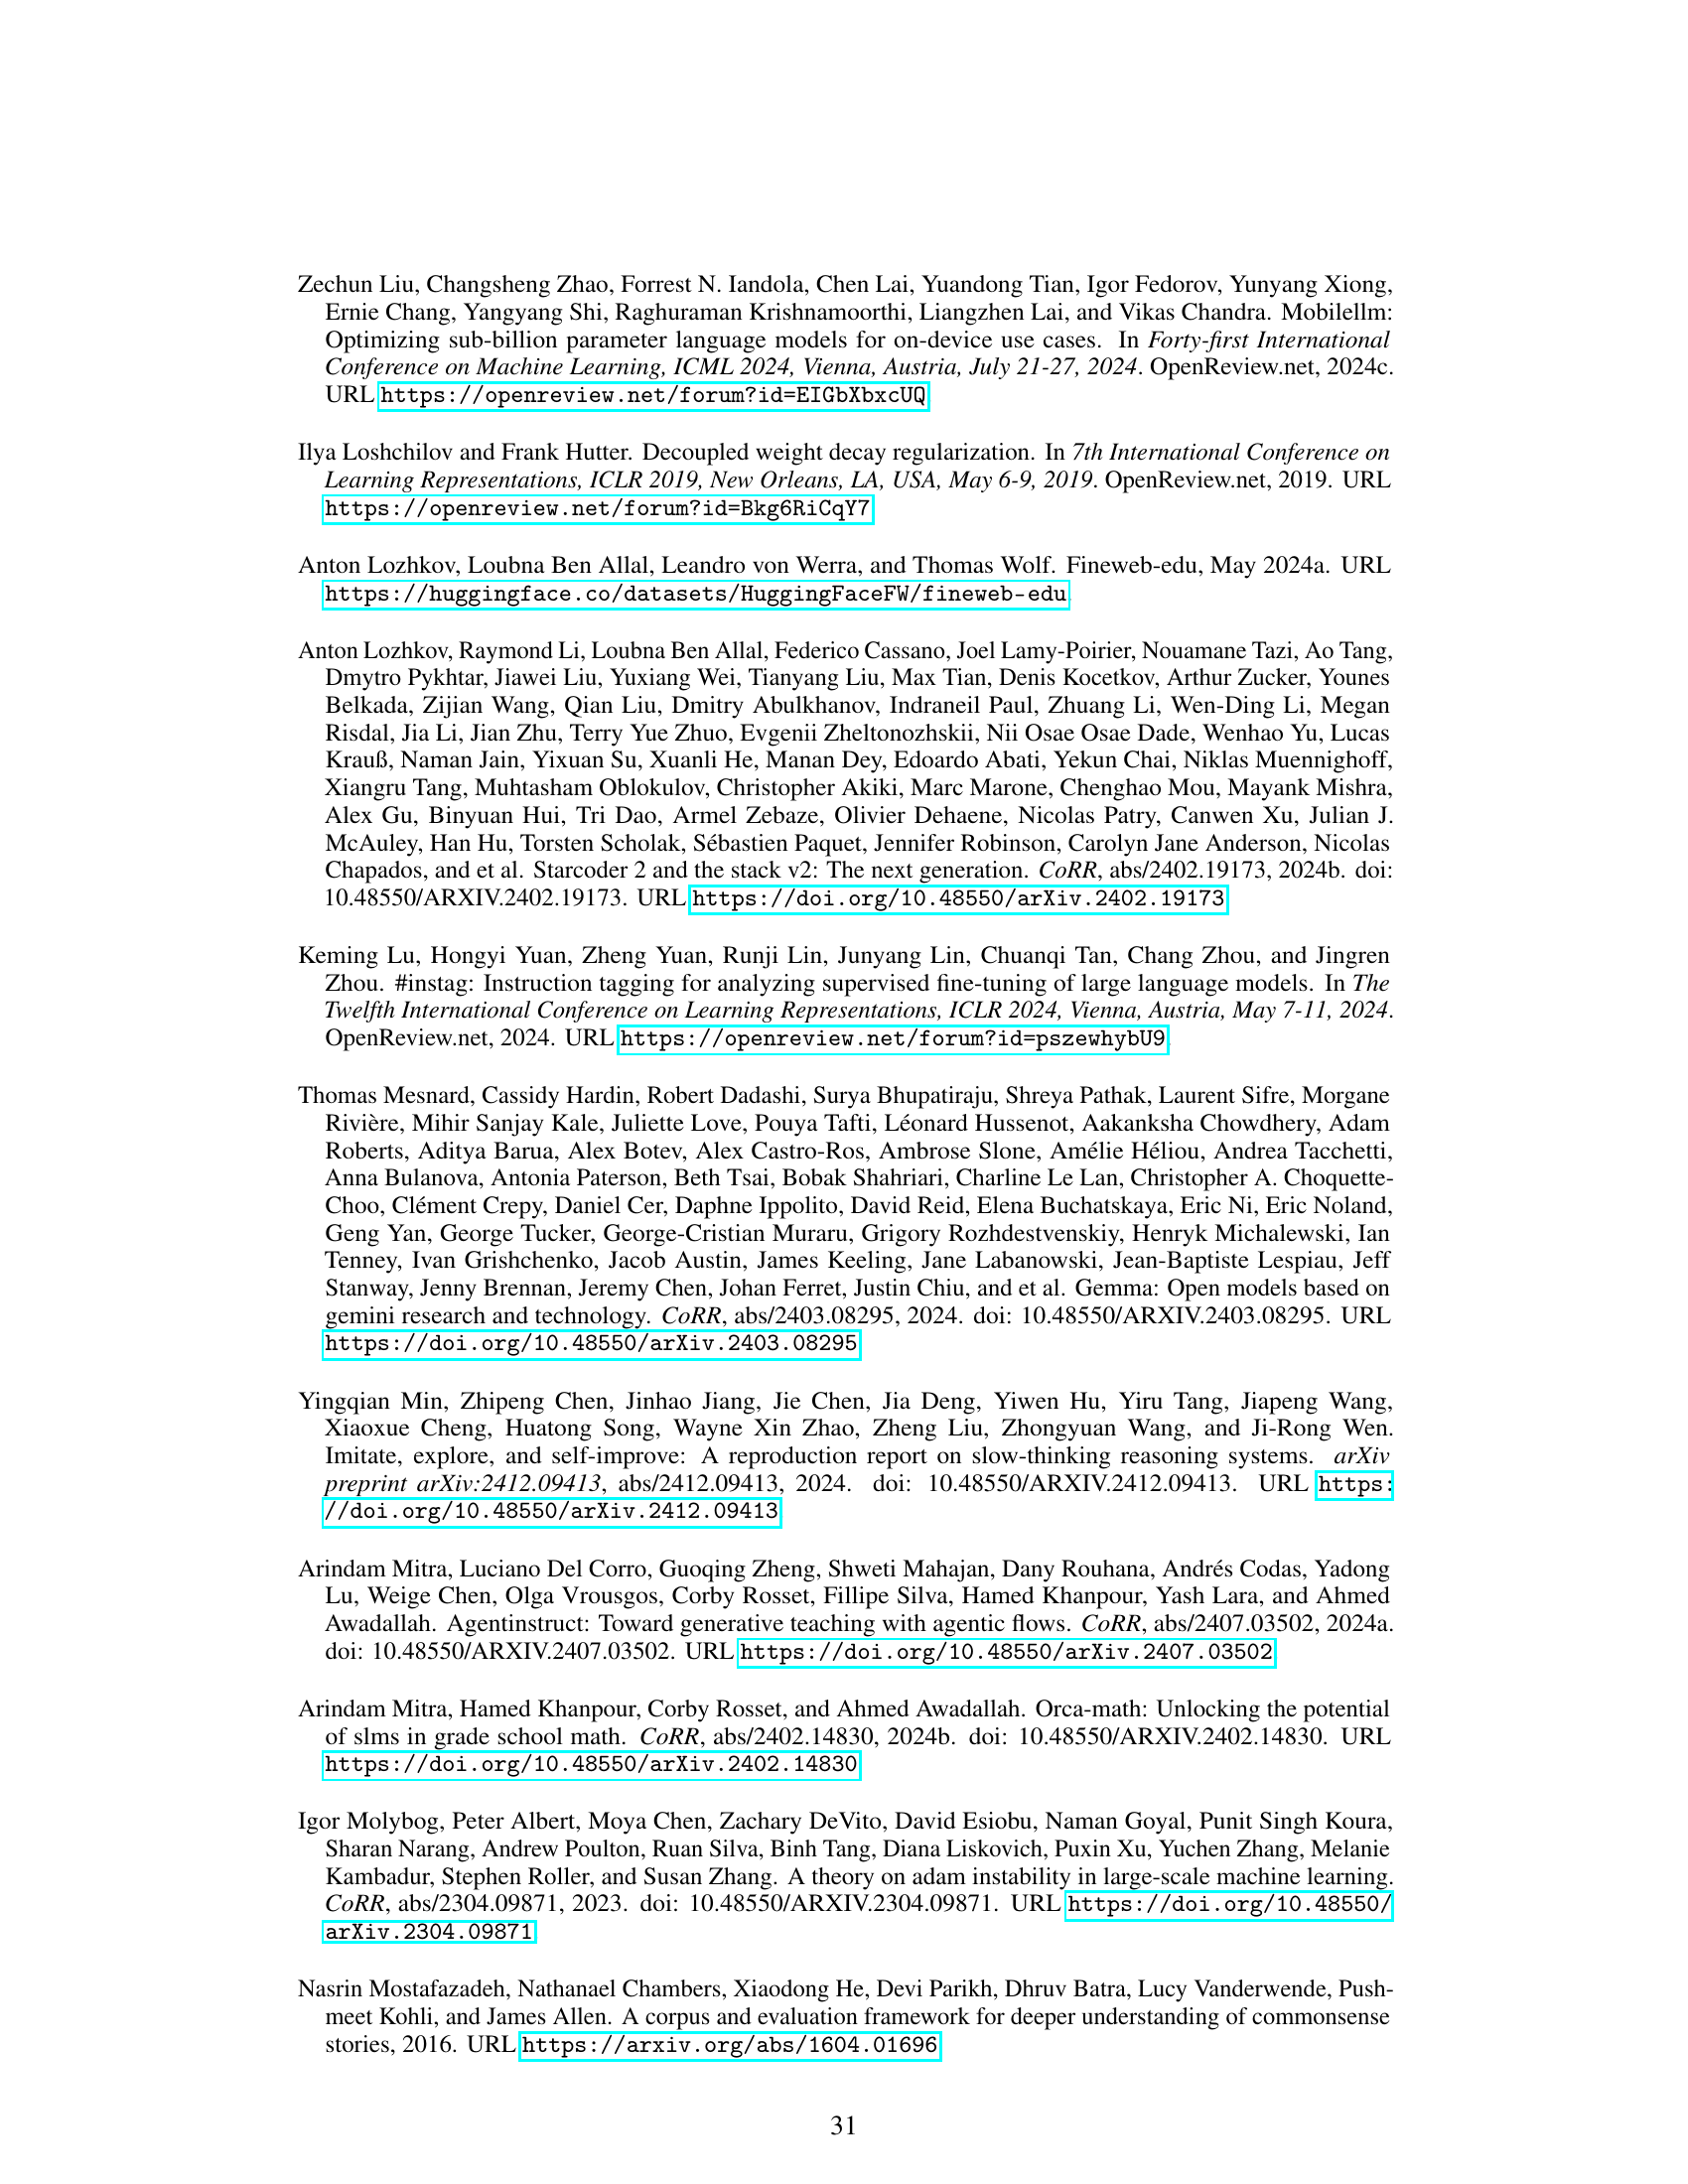 Zechun Liu, Changsheng Zhao, Forrest N. Iandola, Chen Lai, Yuandong Tian, Igor Fedorov, Yunyang Xiong,
Ernie Chang, Yangyang Shi, Raghuraman Krishnamoorthi, Liangzhen Lai, and Vikas Chandra. Mobilellm:
Optimizing sub-billion parameter language models for on-device use cases. In Forty-first International
Conference on Machine Learning, ICML 2024, Vienna, Austria, July 21-27, 2024. OpenReview.net, 2024c.
URL https://openreview.net/forum?id=EIGbXbxcUQ
Ilya Loshchilov and Frank Hutter. Decoupled weight decay regularization. In 7th International Conference on
Learning Representations, ICLR 2019, New Orleans, LA, USA, May 6-9, 2019. OpenReview.net, 2019. URL
https://openreview.net/forum?id=Bkg6RiCqY7
Anton Lozhkov, Loubna Ben Allal, Leandro von Werra, and Thomas Wolf. Fineweb-edu, May 2024a. URL
https://huggingface.co/datasets/HuggingFaceFW/fineweb-edu
Anton Lozhkov, Raymond Li, Loubna Ben Allal, Federico Cassano, Joel Lamy-Poirier, Nouamane Tazi, Ao Tang,
Dmytro Pykhtar, Jiawei Liu, Yuxiang Wei, Tianyang Liu, Max Tian, Denis Kocetkov, Arthur Zucker, Younes
Belkada, Zijian Wang, Qian Liu, Dmitry Abulkhanov, Indraneil Paul, Zhuang Li, Wen-Ding Li, Megan
Risdal, Jia Li, Jian Zhu, Terry Yue Zhuo, Evgenii Zheltonozhskii, Nii Osae Osae Dade, Wenhao Yu, Lucas
Krauß, Naman Jain, Yixuan Su, Xuanli He, Manan Dey, Edoardo Abati, Yekun Chai, Niklas Muennighoff,
Xiangru Tang, Muhtasham Oblokulov, Christopher Akiki, Marc Marone, Chenghao Mou, Mayank Mishra,
Alex Gu, Binyuan Hui, Tri Dao, Armel Zebaze, Olivier Dehaene, Nicolas Patry, Canwen Xu, Julian J.
McAuley, Han Hu, Torsten Scholak, Sébastien Paquet, Jennifer Robinson, Carolyn Jane Anderson, Nicolas
Chapados, and et al. Starcoder 2 and the stack v2: The next generation. CoRR, abs/2402.19173, 2024b. doi:
10.48550/ARXIV.2402.19173. URL https://doi.org/10.48550/arXiv.2402.19173
Keming Lu, Hongyi Yuan, Zheng Yuan, Runji Lin, Junyang Lin, Chuanqi Tan, Chang Zhou, and Jingren
Zhou. #instag: Instruction tagging for analyzing supervised fine-tuning of large language models. In The
Twelfth International Conference on Learning Representations, ICLR 2024, Vienna, Austria, May 7-11, 2024.
OpenReview.net, 2024. URL https://openreview.net/forum?id=pszewhybU9
Thomas Mesnard, Cassidy Hardin, Robert Dadashi, Surya Bhupatiraju, Shreya Pathak, Laurent Sifre, Morgane
Rivière, Mihir Sanjay Kale, Juliette Love, Pouya Tafti, Léonard Hussenot, Aakanksha Chowdhery, Adam
Roberts, Aditya Barua, Alex Botev, Alex Castro-Ros, Ambrose Slone, Amélie Héliou, Andrea Tacchetti,
Anna Bulanova, Antonia Paterson, Beth Tsai, Bobak Shahriari, Charline Le Lan, Christopher A. Choquette-
Choo, Clément Crepy, Daniel Cer, Daphne Ippolito, David Reid, Elena Buchatskaya, Eric Ni, Eric Noland,
Geng Yan, George Tucker, George-Cristian Muraru, Grigory Rozhdestvenskiy, Henryk Michalewski, Ian
Tenney, Ivan Grishchenko, Jacob Austin, James Keeling, Jane Labanowski, Jean-Baptiste Lespiau, Jeff
Stanway, Jenny Brennan, Jeremy Chen, Johan Ferret, Justin Chiu, and et al. Gemma: Open models based on
gemini research and technology. CoRR, abs/2403.08295, 2024. doi: 10.48550/ARXIV.2403.08295. URL
https://doi.org/10.48550/arXiv.2403.08295
Yingqian Min, Zhipeng Chen, Jinhao Jiang, Jie Chen, Jia Deng, Yiwen Hu, Yiru Tang, Jiapeng Wang,
Xiaoxue Cheng, Huatong Song, Wayne Xin Zhao, Zheng Liu, Zhongyuan Wang, and Ji-Rong Wen.
Imitate, explore, and self-improve: A reproduction report on slow-thinking reasoning systems. arXiv
preprint arXiv:2412.09413, abs/2412.09413, 2024. doi: 10.48550/ARXIV.2412.09413. URL https:
//doi.org/10.48550/arXiv.2412.09413
Arindam Mitra, Luciano Del Corro, Guoqing Zheng, Shweti Mahajan, Dany Rouhana, Andrés Codas, Yadong
Lu, Weige Chen, Olga Vrousgos, Corby Rosset, Fillipe Silva, Hamed Khanpour, Yash Lara, and Ahmed
Awadallah. Agentinstruct: Toward generative teaching with agentic flows. CoRR, abs/2407.03502, 2024a.
doi: 10.48550/ARXIV.2407.03502. URL https://doi.org/10.48550/arXiv.2407.03502
Arindam Mitra, Hamed Khanpour, Corby Rosset, and Ahmed Awadallah. Orca-math: Unlocking the potential
of slms in grade school math. CoRR, abs/2402.14830, 2024b. doi: 10.48550/ARXIV.2402.14830. URL
https://doi.org/10.48550/arXiv.2402.14830
Igor Molybog, Peter Albert, Moya Chen, Zachary DeVito, David Esiobu, Naman Goyal, Punit Singh Koura,
Sharan Narang, Andrew Poulton, Ruan Silva, Binh Tang, Diana Liskovich, Puxin Xu, Yuchen Zhang, Melanie
Kambadur, Stephen Roller, and Susan Zhang. A theory on adam instability in large-scale machine learning.
CoRR, abs/2304.09871, 2023. doi: 10.48550/ARXIV.2304.09871. URL https://doi.org/10.48550/
arXiv.2304.09871
Nasrin Mostafazadeh, Nathanael Chambers, Xiaodong He, Devi Parikh, Dhruv Batra, Lucy Vanderwende, Push-
meet Kohli, and James Allen. A corpus and evaluation framework for deeper understanding of commonsense
stories, 2016. URL https://arxiv.org/abs/1604.01696
31